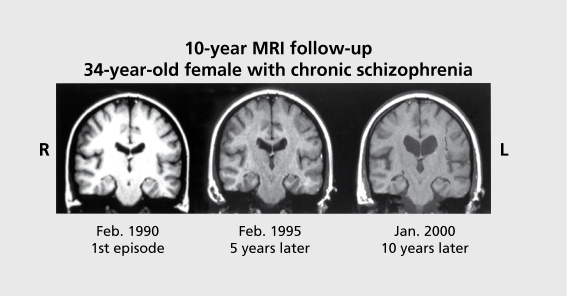 10-year MRI follow-up
34-year-old female with chronic schizophrenia
R
L
Feb. 1990
1st episode
Feb. 1995
5 years later
Jan. 2000
10 years later